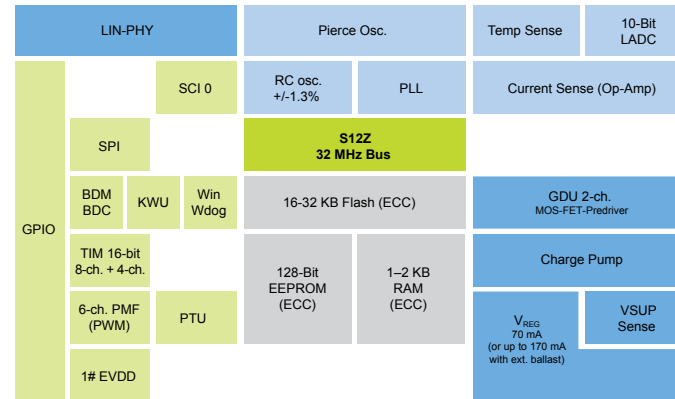 LIN-PHY
Pierce Osc.
Temp Sense
10-Bit
LADC
GPIO
SCI 0
RC osc.
+/-1.3%
PLL
Current Sense (Op-Amp)
SPI
S12Z
32 MHz Bus
BDM
BDC
KWU
Win
Wdog
16-32 KB Flash (ECC)
GDU 2-ch.
MOS-FET-Predriver
TIM 16-bit
8-ch. + 4-ch.
128-Bit
EEPROM
(ECC)
1–2 KB
RAM
(ECC)
Charge Pump
6-ch. PMF
(PWM)
PTU
VREG
70 mA
(or up to 170 mA
with ext. ballast)
VSUP
Sense
1# EVDD